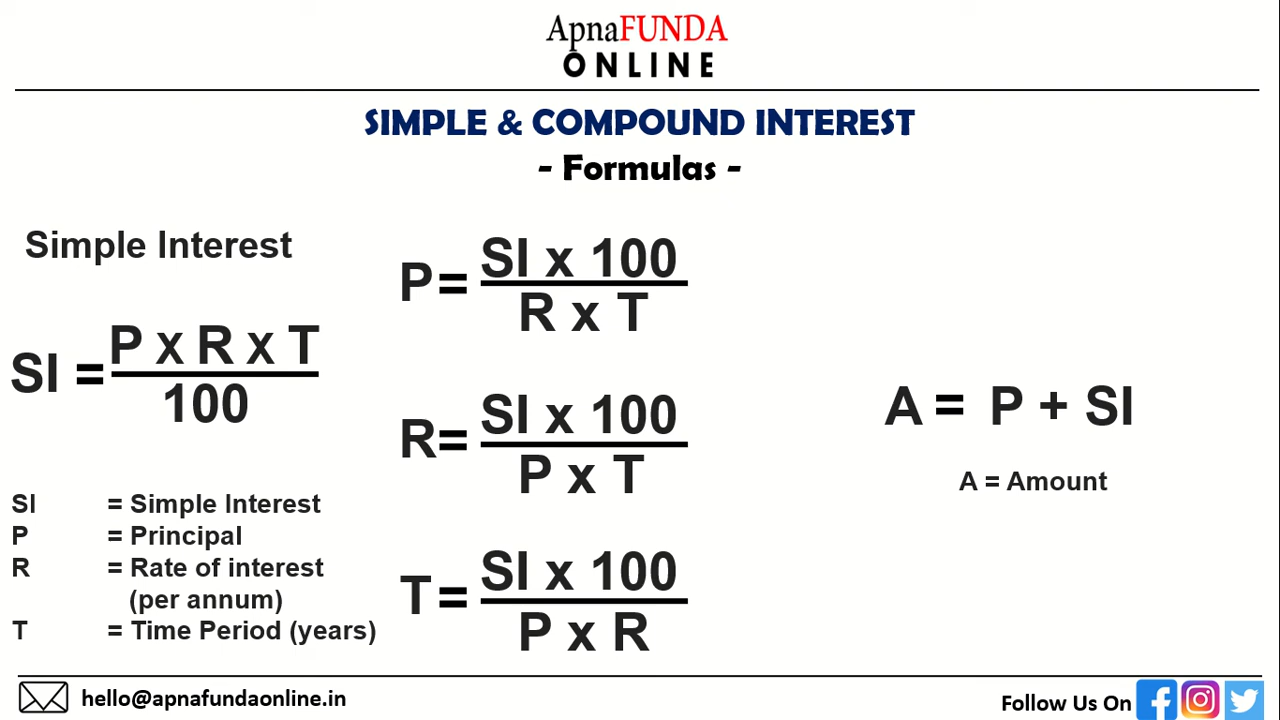 ApnaFUNDA
ONLINE
SIMPLE & COMPOUND INTEREST
- Formulas -
Simple Interest
SI = P x R x T
100
SI = Simple Interest
P = Principal
R = Rate of interest
(per annum)
T = Time Period (years)
P = SI x 100
R x T
R = SI x 100
P x T
T = SI x 100
P x R
A = P + SI
A = Amount
hello@apnafundaonline.in
Follow Us On